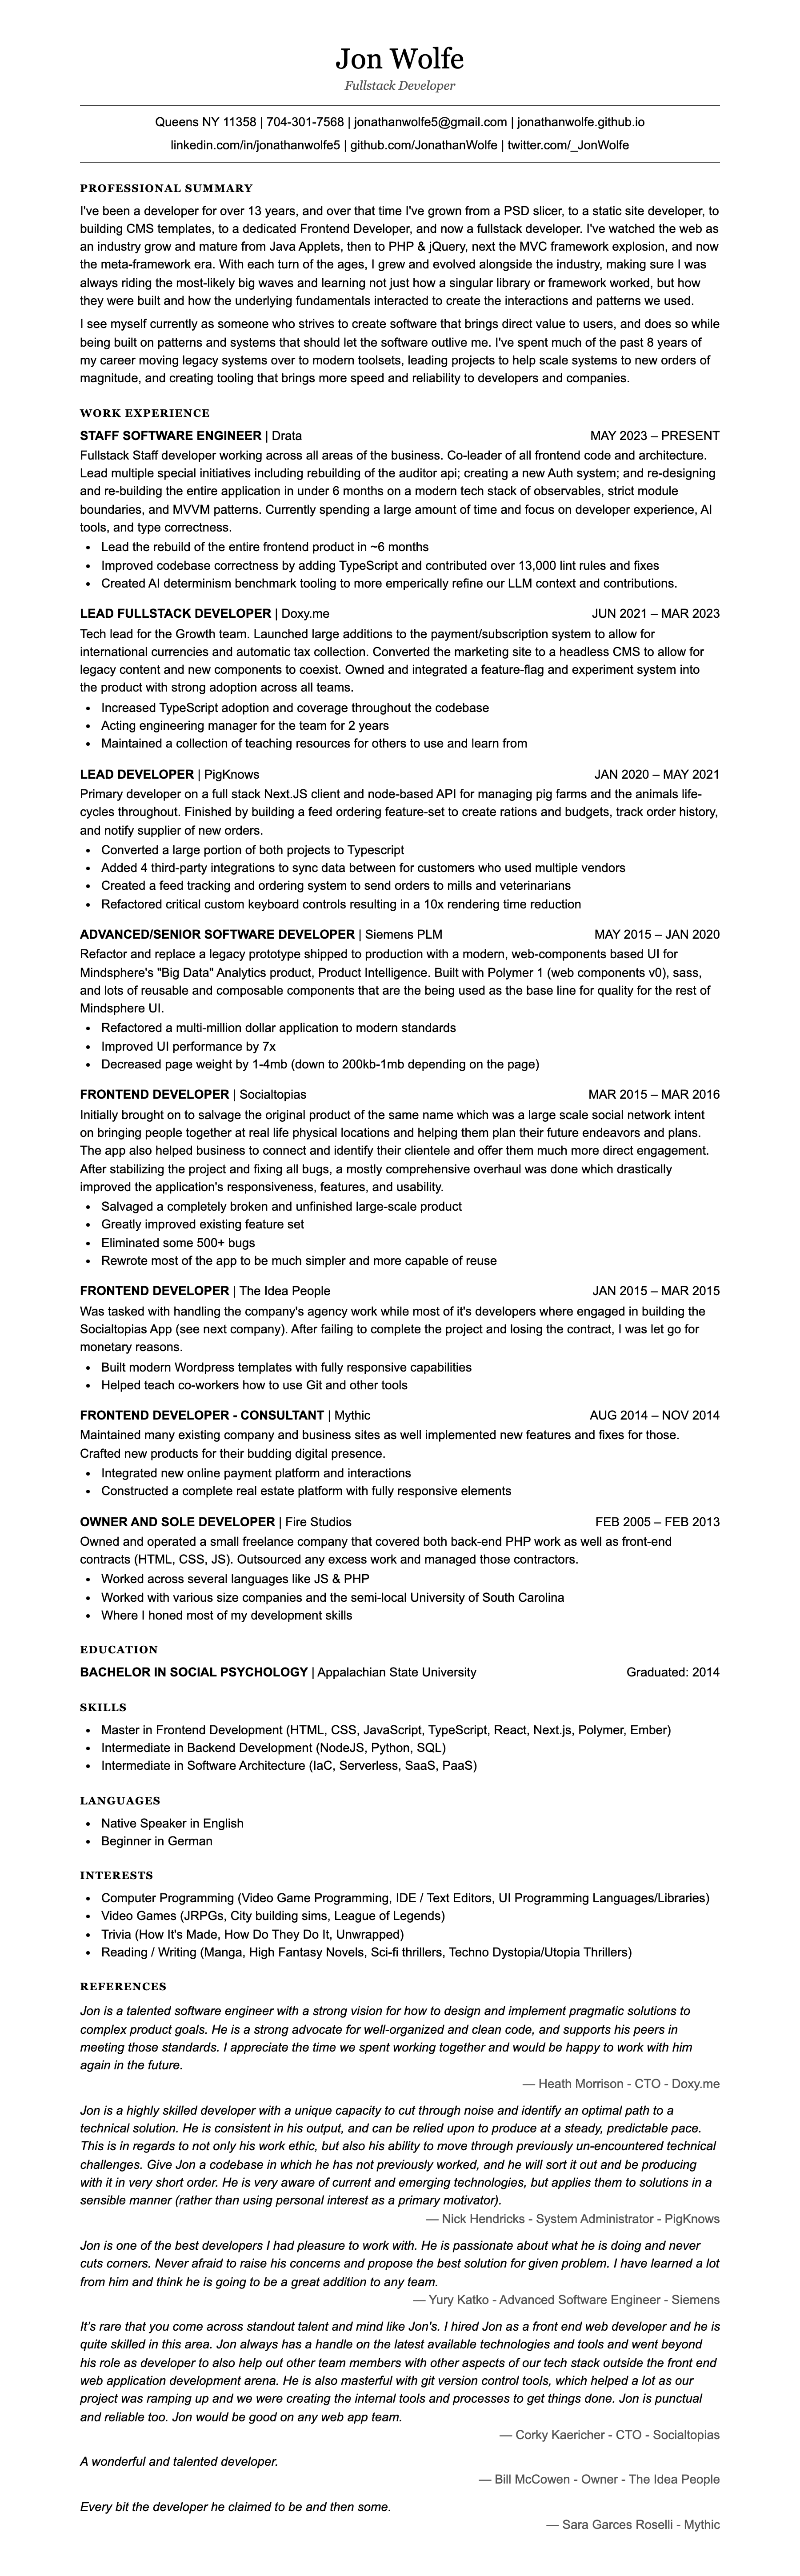 Jon Wolfe
Fullstack Developer
Queens NY 11358 | 704-301-7568 | jonathanwolfe5@gmail.com | jonathanwolfe.github.io
linkedin.com/in/jonathanwolfe5 | github.com/JonathanWolfe | twitter.com/_JonWolfe
PROFESSIONAL SUMMARY
I've been a developer for over 13 years, and over that time I've grown from a PSD slicer, to a static site developer, to
building CMS templates, to a dedicated Frontend Developer, and now a fullstack developer. I've watched the web as
an industry grow and mature from Java Applets, then to PHP & jQuery, next the MVC framework explosion, and now
the meta-framework era. With each turn of the ages, I grew and evolved alongside the industry, making sure I was
always riding the most-likely big waves and learning not just how a singular library or framework worked, but how
they were built and how the underlying fundamentals interacted to create the interactions and patterns we used.
I see myself currently as someone who strives to create software that brings direct value to users, and does so while
being built on patterns and systems that should let the software outlive me. I've spent much of the past 8 years of
my career moving legacy systems over to modern toolsets, leading projects to help scale systems to new orders of
magnitude, and creating tooling that brings more speed and reliability to developers and companies.
WORK EXPERIENCE
STAFF SOFTWARE ENGINEER | Drata MAY 2023 – PRESENT
Fullstack Staff developer working across all areas of the business. Co-leader of all frontend code and architecture.
Lead multiple special initiatives including rebuilding of the auditor api; creating a new Auth system; and re-designing
and re-building the entire application in under 6 months on a modern tech stack of observables, strict module
boundaries, and MVVM patterns. Currently spending a large amount of time and focus on developer experience, AI
tools, and type correctness.
• Lead the rebuild of the entire frontend product in ~6 months
• Improved codebase correctness by adding TypeScript and contributed over 13,000 lint rules and fixes
• Created AI determinism benchmark tooling to more emperically refine our LLM context and contributions.
LEAD FULLSTACK DEVELOPER | Doxy.me JUN 2021 – MAR 2023
Tech lead for the Growth team. Launched large additions to the payment/subscription system to allow for
international currencies and automatic tax collection. Converted the marketing site to a headless CMS to allow for
legacy content and new components to coexist. Owned and integrated a feature-flag and experiment system into
the product with strong adoption across all teams.
• Increased TypeScript adoption and coverage throughout the codebase
• Acting engineering manager for the team for 2 years
• Maintained a collection of teaching resources for others to use and learn from
LEAD DEVELOPER | PigKnows JAN 2020 – MAY 2021
Primary developer on a full stack Next.JS client and node-based API for managing pig farms and the animals life-
cycles throughout. Finished by building a feed ordering feature-set to create rations and budgets, track order history,
and notify supplier of new orders.
• Converted a large portion of both projects to Typescript
• Added 4 third-party integrations to sync data between for customers who used multiple vendors
• Created a feed tracking and ordering system to send orders to mills and veterinarians
• Refactored critical custom keyboard controls resulting in a 10x rendering time reduction
ADVANCED/SENIOR SOFTWARE DEVELOPER | Siemens PLM MAY 2015 – JAN 2020
Refactor and replace a legacy prototype shipped to production with a modern, web-components based UI for
Mindsphere's "Big Data" Analytics product, Product Intelligence. Built with Polymer 1 (web components v0), sass,
and lots of reusable and composable components that are the being used as the base line for quality for the rest of
Mindsphere UI.
• Refactored a multi-million dollar application to modern standards
• Improved UI performance by 7x
• Decreased page weight by 1-4mb (down to 200kb-1mb depending on the page)
FRONTEND DEVELOPER | Socialtopias MAR 2015 – MAR 2016
Initially brought on to salvage the original product of the same name which was a large scale social network intent
on bringing people together at real life physical locations and helping them plan their future endeavors and plans.
The app also helped business to connect and identify their clientele and offer them much more direct engagement.
After stabilizing the project and fixing all bugs, a mostly comprehensive overhaul was done which drastically
improved the application's responsiveness, features, and usability.
• Salvaged a completely broken and unfinished large-scale product
• Greatly improved existing feature set
• Eliminated some 500+ bugs
• Rewrote most of the app to be much simpler and more capable of reuse
FRONTEND DEVELOPER | The Idea People JAN 2015 – MAR 2015
Was tasked with handling the company's agency work while most of it's developers where engaged in building the
Socialtopias App (see next company). After failing to complete the project and losing the contract, I was let go for
monetary reasons.
• Built modern Wordpress templates with fully responsive capabilities
• Helped teach co-workers how to use Git and other tools
FRONTEND DEVELOPER - CONSULTANT | Mythic AUG 2014 – NOV 2014
Maintained many existing company and business sites as well implemented new features and fixes for those.
Crafted new products for their budding digital presence.
• Integrated new online payment platform and interactions
• Constructed a complete real estate platform with fully responsive elements
OWNER AND SOLE DEVELOPER | Fire Studios FEB 2005 – FEB 2013
Owned and operated a small freelance company that covered both back-end PHP work as well as front-end
contracts (HTML, CSS, JS). Outsourced any excess work and managed those contractors.
• Worked across several languages like JS & PHP
• Worked with various size companies and the semi-local University of South Carolina
• Where I honed most of my development skills
EDUCATION
BACHELOR IN SOCIAL PSYCHOLOGY | Appalachian State University Graduated: 2014
SKILLS
• Master in Frontend Development (HTML, CSS, JavaScript, TypeScript, React, Next.js, Polymer, Ember)
• Intermediate in Backend Development (NodeJS, Python, SQL)
• Intermediate in Software Architecture (IaC, Serverless, SaaS, PaaS)
LANGUAGES
• Native Speaker in English
• Beginner in German
INTERESTS
• Computer Programming (Video Game Programming, IDE / Text Editors, UI Programming Languages/Libraries)
• Video Games (JRPGs, City building sims, League of Legends)
• Trivia (How It's Made, How Do They Do It, Unwrapped)
• Reading / Writing (Manga, High Fantasy Novels, Sci-fi thrillers, Techno Dystopia/Utopia Thrillers)
REFERENCES
Jon is a talented software engineer with a strong vision for how to design and implement pragmatic solutions to
complex product goals. He is a strong advocate for well-organized and clean code, and supports his peers in
meeting those standards. I appreciate the time we spent working together and would be happy to work with him
again in the future.
— Heath Morrison - CTO - Doxy.me
Jon is a highly skilled developer with a unique capacity to cut through noise and identify an optimal path to a
technical solution. He is consistent in his output, and can be relied upon to produce at a steady, predictable pace.
This is in regards to not only his work ethic, but also his ability to move through previously un-encountered technical
challenges. Give Jon a codebase in which he has not previously worked, and he will sort it out and be producing
with it in very short order. He is very aware of current and emerging technologies, but applies them to solutions in a
sensible manner (rather than using personal interest as a primary motivator).
— Nick Hendricks - System Administrator - PigKnows
Jon is one of the best developers I had pleasure to work with. He is passionate about what he is doing and never
cuts corners. Never afraid to raise his concerns and propose the best solution for given problem. I have learned a lot
from him and think he is going to be a great addition to any team.
— Yury Katko - Advanced Software Engineer - Siemens
It’s rare that you come across standout talent and mind like Jon's. I hired Jon as a front end web developer and he is
quite skilled in this area. Jon always has a handle on the latest available technologies and tools and went beyond
his role as developer to also help out other team members with other aspects of our tech stack outside the front end
web application development arena. He is also masterful with git version control tools, which helped a lot as our
project was ramping up and we were creating the internal tools and processes to get things done. Jon is punctual
and reliable too. Jon would be good on any web app team.
— Corky Kaericher - CTO - Socialtopias
A wonderful and talented developer.
— Bill McCowen - Owner - The Idea People
Every bit the developer he claimed to be and then some.
— Sara Garces Roselli - Mythic